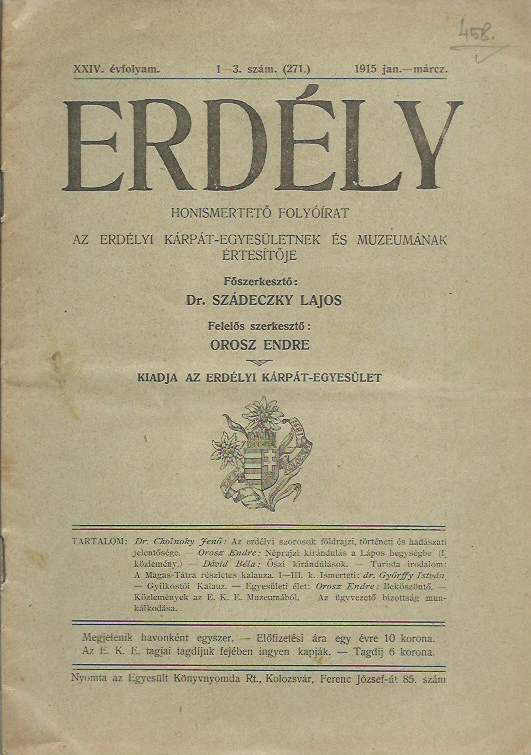 458.
XXIV. évfolyam. 1—3. szám. (271.) 1915 jan.—márcz.
ERDÉLY
HONISMERTETŐ FOLYÓÍRAT
AZ ERDÉLYI KÁRPÁT-EGYESÜLETNEK ÉS MUZEUMÁNAK
ÉRTESÍTŐJE
Főszerkesztő:
Dr. SZÁDECZKY LAJOS
Felelős szerkesztő:
OROSZ ENDRE
KIADJA AZ ERDÉLYI KÁRPÁT-EGYESÜLET
TARTALOM: Dr. Cholnoky Jenő: Az erdélyi szorosok földrajzi, történeti és hadászati
jelentősége. — Orosz Endre: Néprajzi kirándulás a Lápos hegységbe (I.
közlemény.) — Dávid Béla: Őszi kirándulások. — Turista irodalom:
A Magas-Tátra részletes kalauza. I—III. k. Ismerteti: dr. Györffy István.
— Gyilkostói Kalauz. — Egyesületi élet: Orosz Endre: Beköszöntő. —
Közlemények az E. K. E. Muzeumából. — Az ügyvezető bizottság mun-
kálkodása.
Megjelenik havonként egyszer. — Előfizetési ára egy évre 10 korona.
Az E. K. E. tagjai tagdíjuk fejében ingyen kapják. — Tagdíj 6 korona.
Nyomta az Egyesült Könyvnyomda Rt., Kolozsvár, Ferenc József-út 85. szám